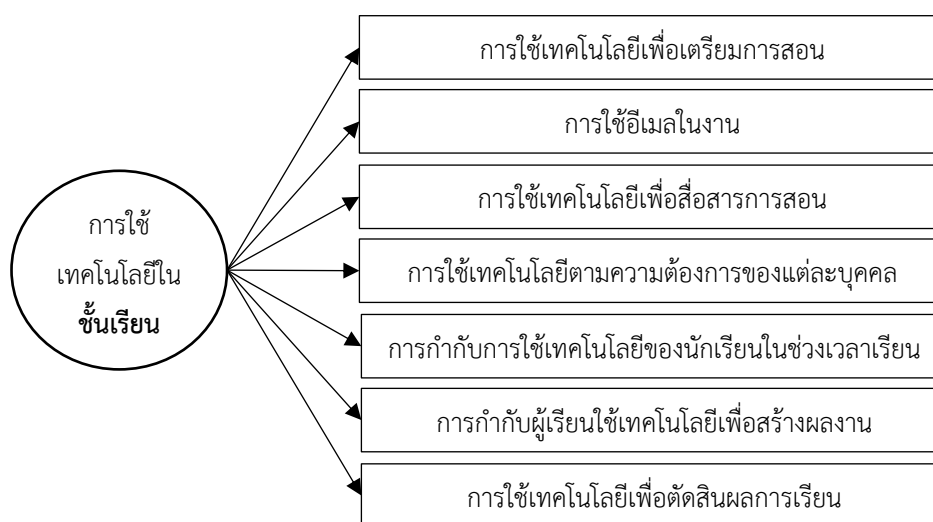 การใช้เทคโนโลยีเพื่อเตรียมการสอน
การใช้อีเมลในงาน
การใช้เทคโนโลยีเพื่อสื่อสารการสอน
การใช้
เทคโนโลยีใน
ชั้นเรียน
การใช้เทคโนโลยีตามความต้องการของแต่ละบุคคล
การกำกับการใช้เทคโนโลยีของนักเรียนในช่วงเวลาเรียน
การกำกับผู้เรียนใช้เทคโนโลยีเพื่อสร้างผลงาน
การใช้เทคโนโลยีเพื่อตัดสินผลการเรียน